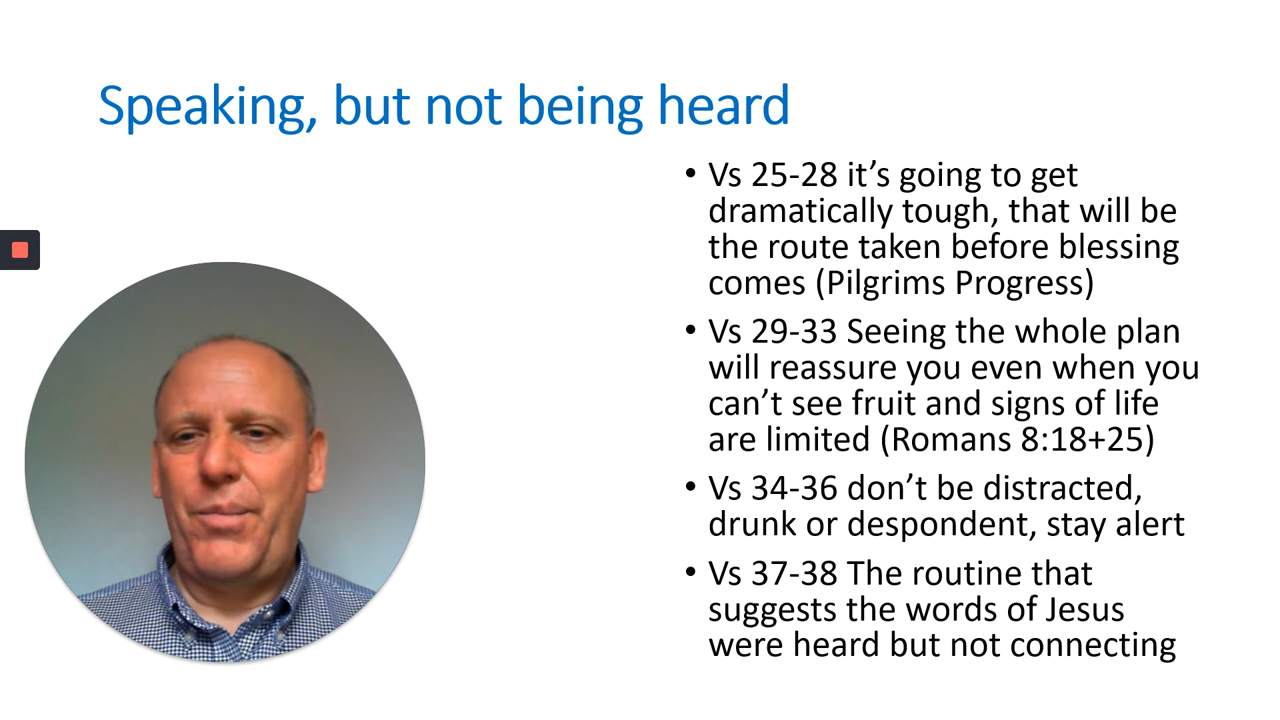 Speaking, but not being heard
• Vs 25-28 it’s going to get
dramatically tough, that will be
the route taken before blessing
comes (Pilgrims Progress)
• Vs 29-33 Seeing the whole plan
will reassure you even when you
can’t see fruit and signs of life
are limited (Romans 8:18+25)
• Vs 34-36 don’t be distracted,
drunk or despondent, stay alert
• Vs 37-38 The routine that
suggests the words of Jesus
were heard but not connecting